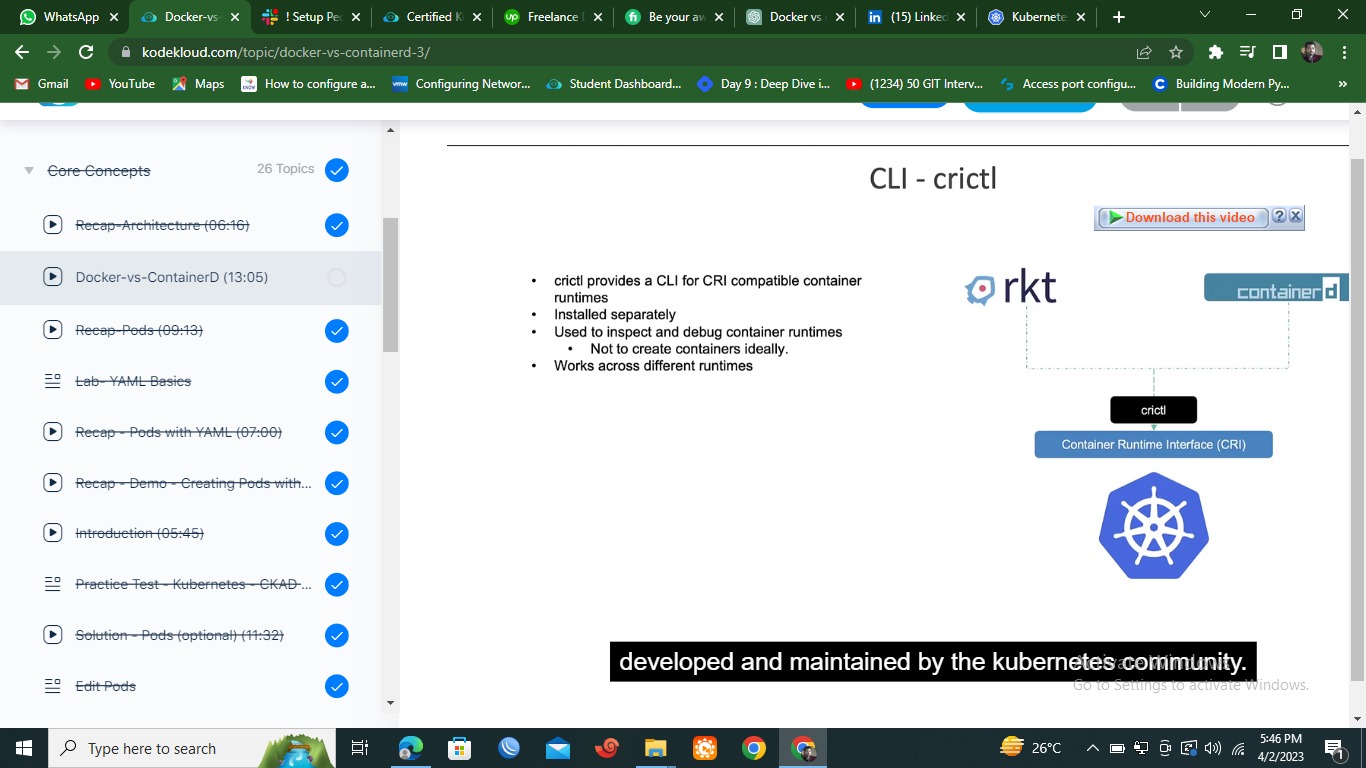 WhatsApp
Docker-vs-
! Setup Pec
Certified K
Freelance
Be your aw
Docker vs
(15) Linked
Kubernete
kodekloud.com/topic/docker-vs-containerd-3/
Gmail
YouTube
Maps
How to configure a...
Configuring Networ...
Student Dashboard...
Day 9 : Deep Dive i...
(1234) 50 GIT Interv...
Access port configu...
Building Modern Py...
Core Concepts
26 Topics
Recap-Architecture (06:16)
Docker-vs-ContainerD (13:05)
Recap-Pods (09:13)
Lab- YAML Basics
Recap - Pods with YAML (07:00)
Recap - Demo - Creating Pods with...
Introduction (05:45)
Practice Test - Kubernetes - CKAD ...
Solution - Pods (optional) (11:32)
Edit Pods
CLI - crictl
Download this video
• crictl provides a CLI for CRI compatible container
runtimes
• Installed separately
• Used to inspect and debug container runtimes
• Not to create containers ideally.
• Works across different runtimes
rkt
containerd
crictl
Container Runtime Interface (CRI)
developed and maintained by the kubernetes community.
Activate Windows
Go to Settings to activate Windows.
Type here to search
26°C
5:46 PM
4/2/2023
1